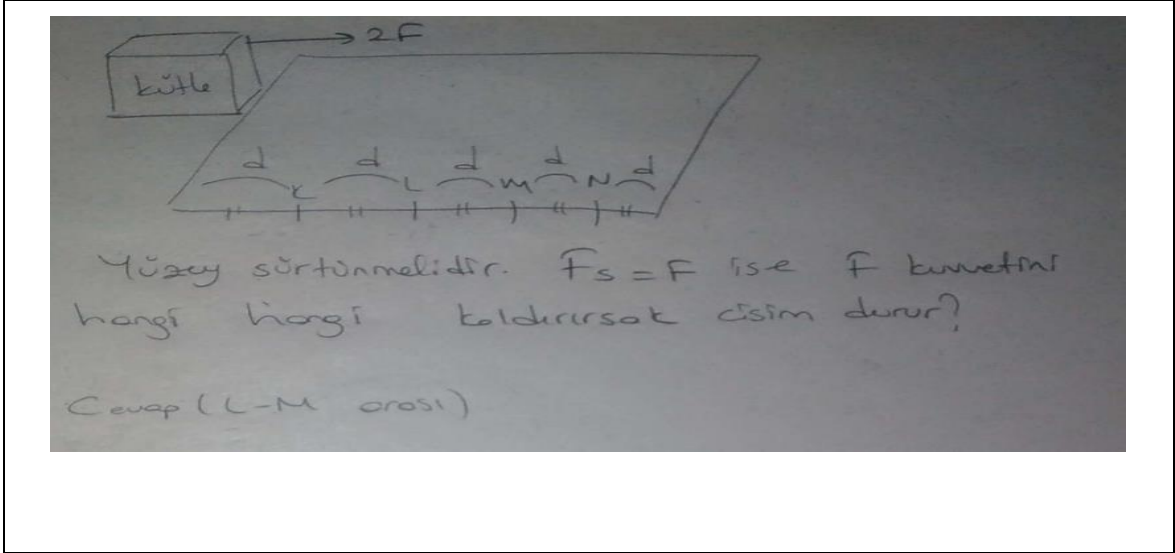 kütle
2F
d d d d d
K L M N
Yüzey sürtünmelidir. Fs = F ise F kuvvetini
hangi hangi kaldırırsak cisim durur?
Cevap (L-M arası)